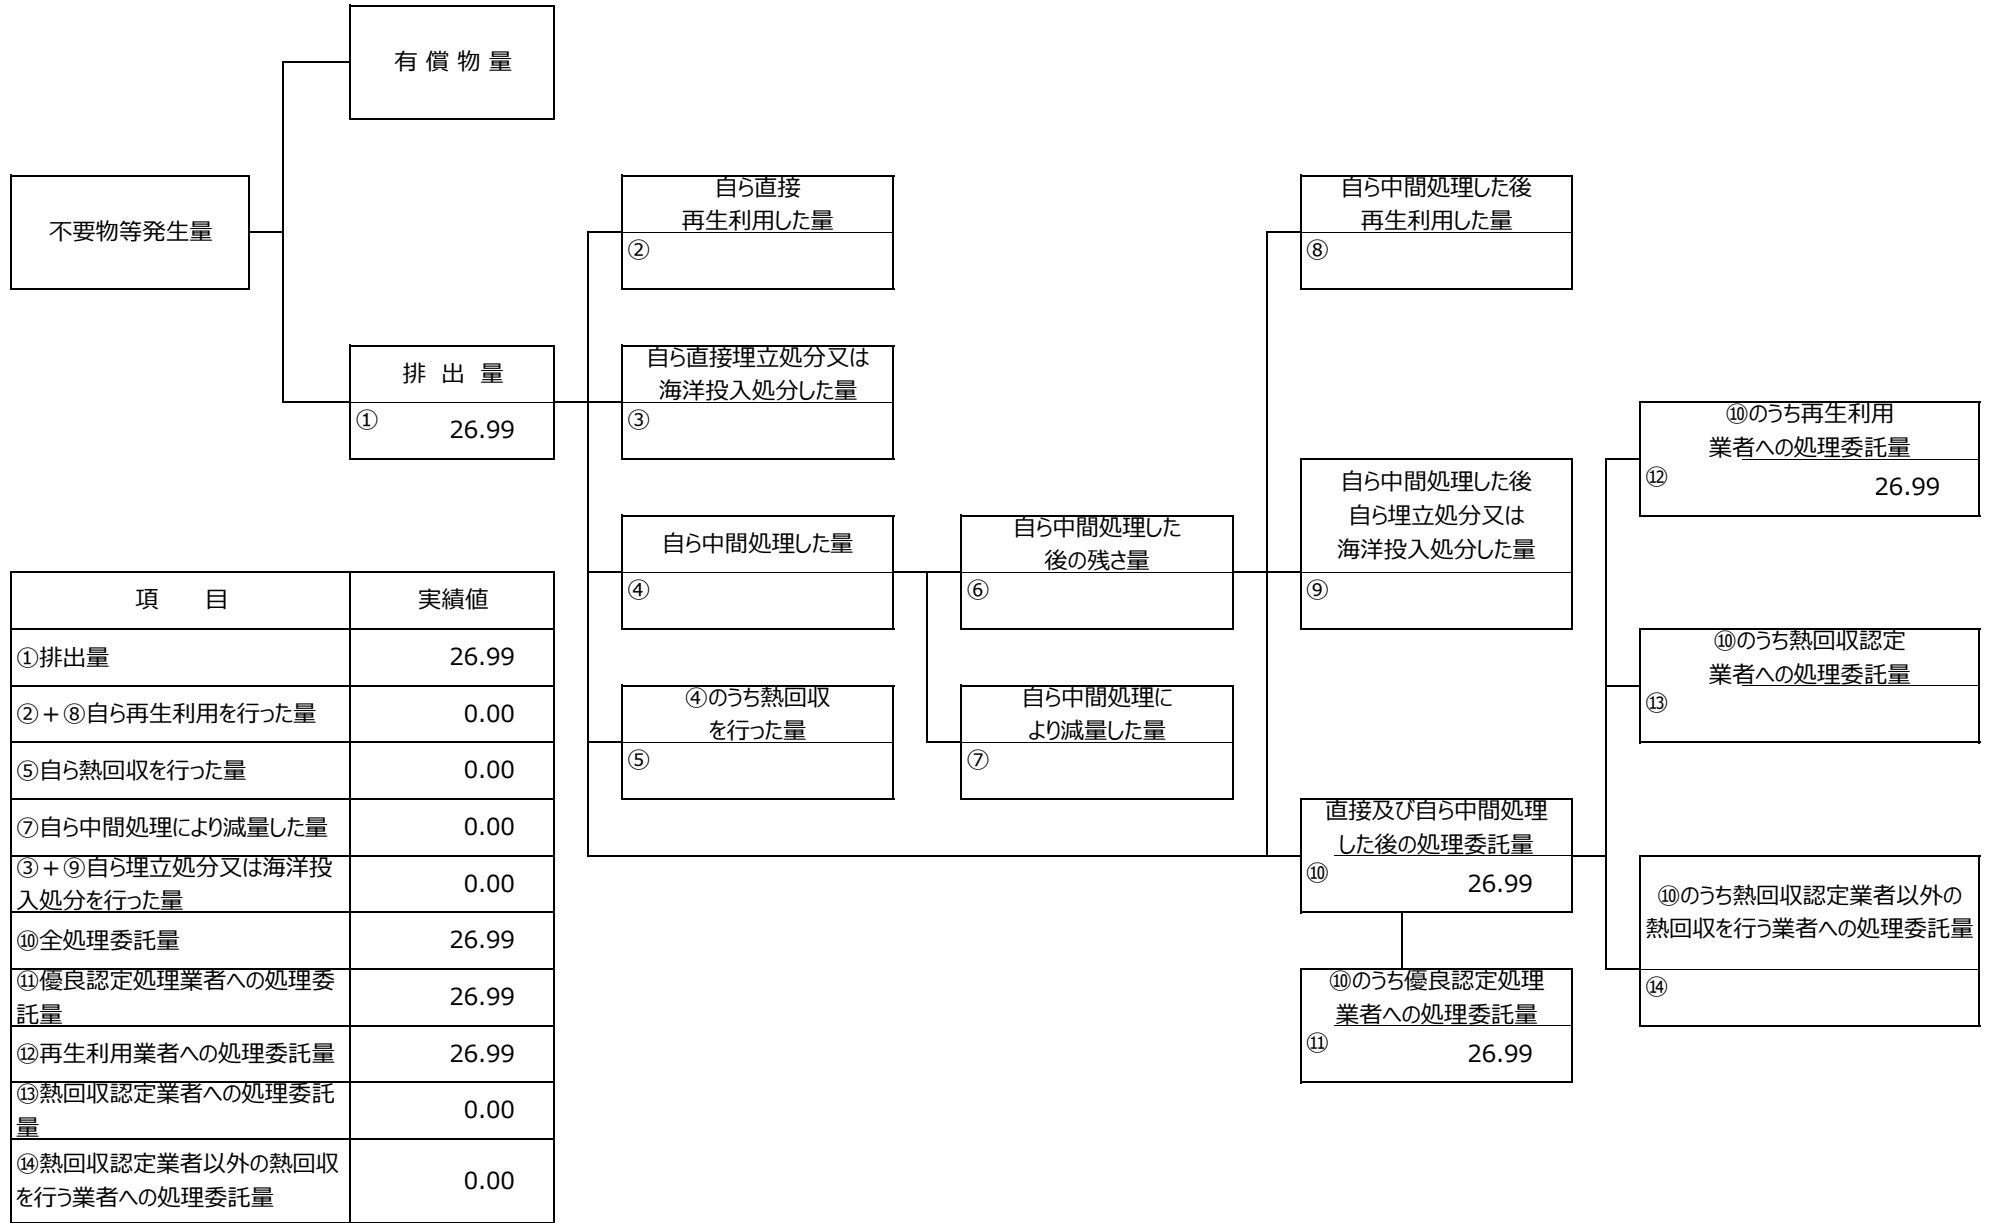 有 償 物 量
不要物等発生量
自ら直接
再生利用した量
②
自ら中間処理した後
再生利用した量
⑧
排 出 量
① 26.99
自ら直接埋立処分又は
海洋投入処分した量
③
⑩のうち再生利用
業者への処理委託量
⑫ 26.99
自ら中間処理した量
④
自ら中間処理した
後の残さ量
⑥
自ら中間処理した後
自ら埋立処分又は
海洋投入処分した量
⑨
⑩のうち熱回収認定
業者への処理委託量
⑬
④のうち熱回収
を行った量
⑤
自ら中間処理に
より減量した量
⑦
直接及び自ら中間処理
した後の処理委託量
⑩ 26.99
⑩のうち熱回収認定業者以外の
熱回収を行う業者への処理委託量
⑭
⑩のうち優良認定処理
業者への処理委託量
⑪ 26.99
項 目 実績値
①排出量 26.99
②+⑧自ら再生利用を行った量 0.00
⑤自ら熱回収を行った量 0.00
⑦自ら中間処理により減量した量 0.00
③+⑨自ら埋立処分又は海洋投
入処分を行った量 0.00
⑩全処理委託量 26.99
⑪優良認定処理業者への処理委
託量 26.99
⑫再生利用業者への処理委託量 26.99
⑬熱回収認定業者への処理委託
量 0.00
⑭熱回収認定業者以外の熱回収
を行う業者への処理委託量 0.00